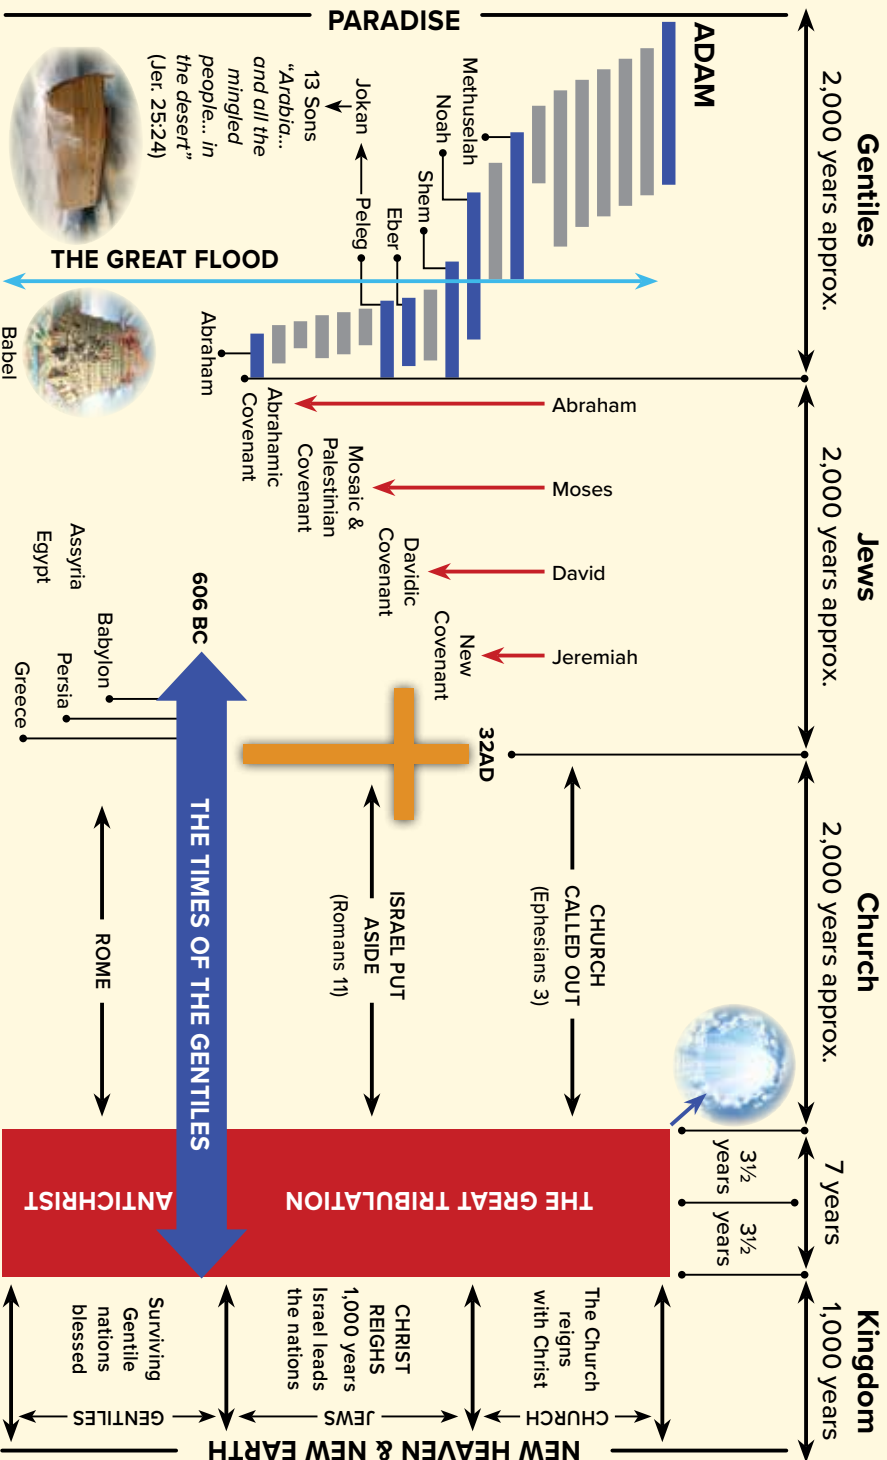 Gentiles
2,000 years approx.
Jews
2,000 years approx.
Church
2,000 years approx.
7 years
3½
years
3½
years
Kingdom
1,000 years
PARADISE
ADAM
Methuselah
Noah
Shem
Eber
Peleg
Jokan
13 Sons
“Arabia...
and all the
mingled
people... in
the desert”
(Jer. 25:24)
THE GREAT FLOOD
Abraham
Babel
Abraham
Abrahamic
Covenant
Moses
Mosaic &
Palestinian
Covenant
David
Davidic
Covenant
Jeremiah
New
Covenant
32AD
606 BC
Assyria
Egypt
Babylon
Persia
Greece
THE TIMES OF THE GENTILES
CHURCH
CALLED OUT
(Ephesians 3)
ISRAEL PUT
ASIDE
(Romans 11)
ROME
THE GREAT TRIBULATION
ANTICHRIST
The Church
reigns
with Christ
CHRIST
REIGHS
1,000 years
Israel leads
the nations
Surviving
Gentile
nations
blessed
CHURCH
JEWS
GENTILES
NEW HEAVEN & NEW EARTH